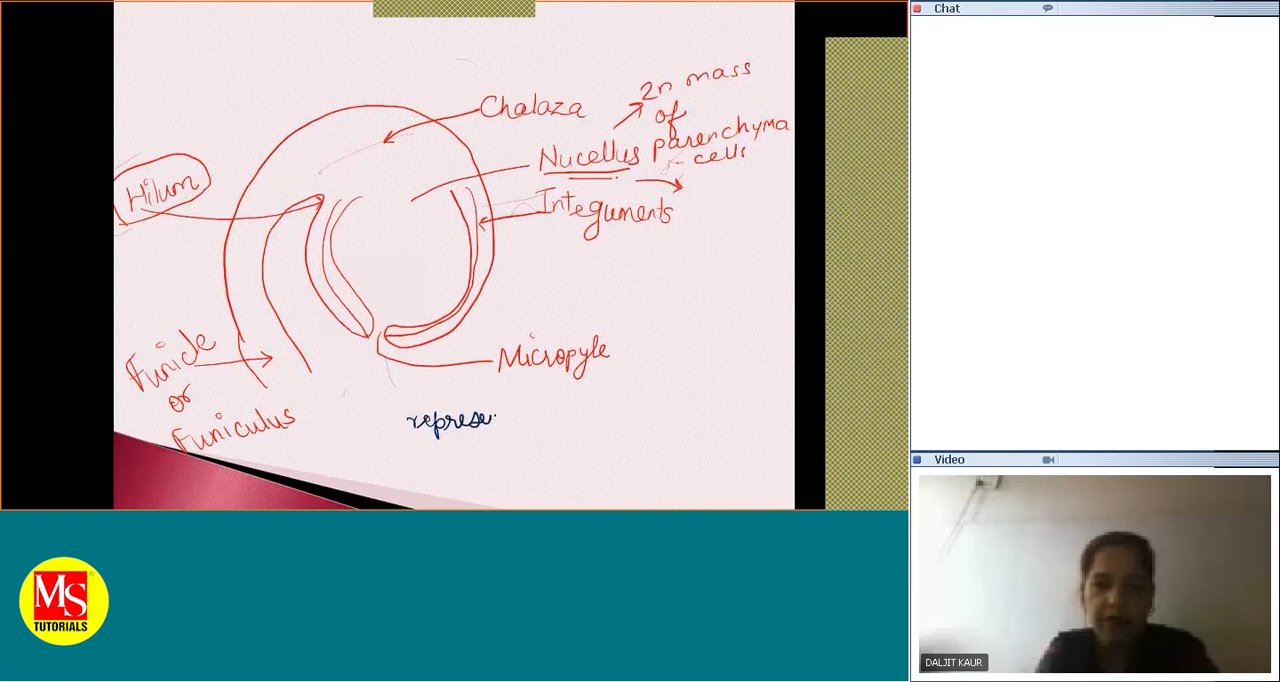 Chat
Chalaza
2n mass
of
parenchyma
cells
Nucellus
Hilum
Integuments
Funicle
or
Funiculus
Micropyle
represe
Video
MS
TUTORIALS
DALJIT KAUR